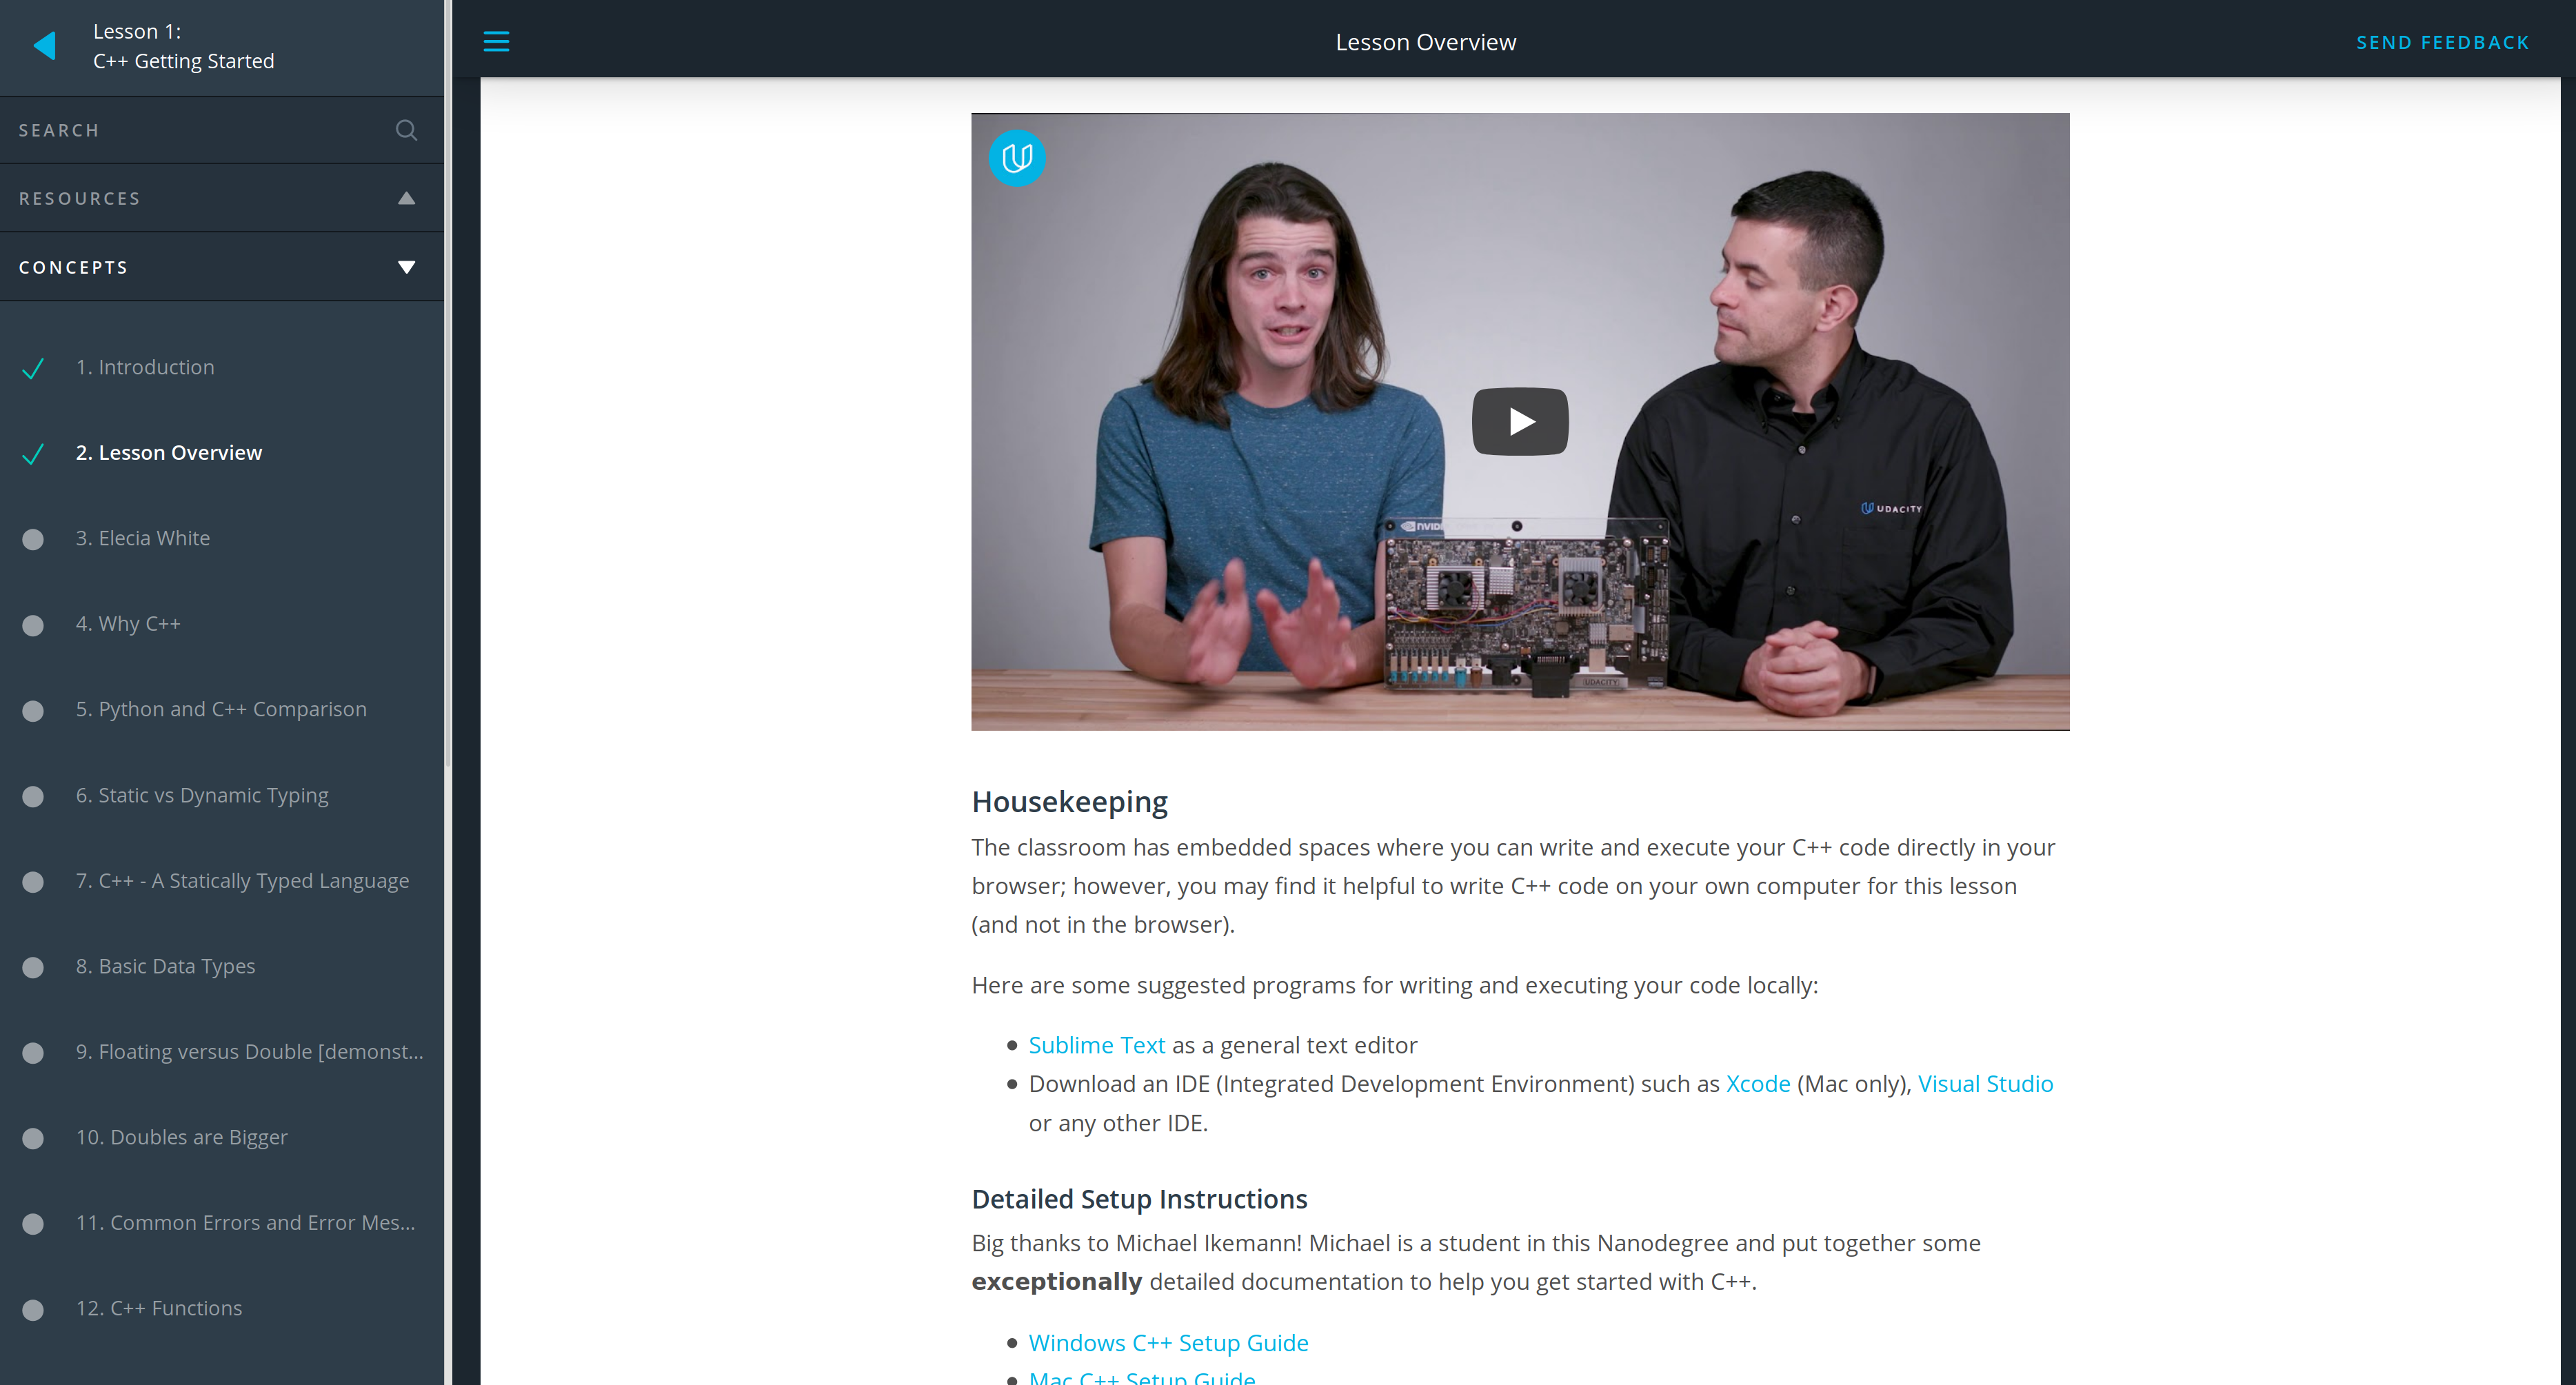 Lesson 1:
C++ Getting Started
SEARCH
RESOURCES
CONCEPTS
1. Introduction
2. Lesson Overview
3. Elecia White
4. Why C++
5. Python and C++ Comparison
6. Static vs Dynamic Typing
7. C++ - A Statically Typed Language
8. Basic Data Types
9. Floating versus Double [demonst...
10. Doubles are Bigger
11. Common Errors and Error Mes...
12. C++ Functions
Lesson Overview
SEND FEEDBACK
UDACITY
NVIDI
UDACITY
Housekeeping
The classroom has embedded spaces where you can write and execute your C++ code directly in your
browser; however, you may find it helpful to write C++ code on your own computer for this lesson
(and not in the browser).
Here are some suggested programs for writing and executing your code locally:
Sublime Text as a general text editor
Download an IDE (Integrated Development Environment) such as Xcode (Mac only), Visual Studio
or any other IDE.
Detailed Setup Instructions
Big thanks to Michael Ikemann! Michael is a student in this Nanodegree and put together some
exceptionally detailed documentation to help you get started with C++.
Windows C++ Setup Guide
Mac C++ Setup Guide